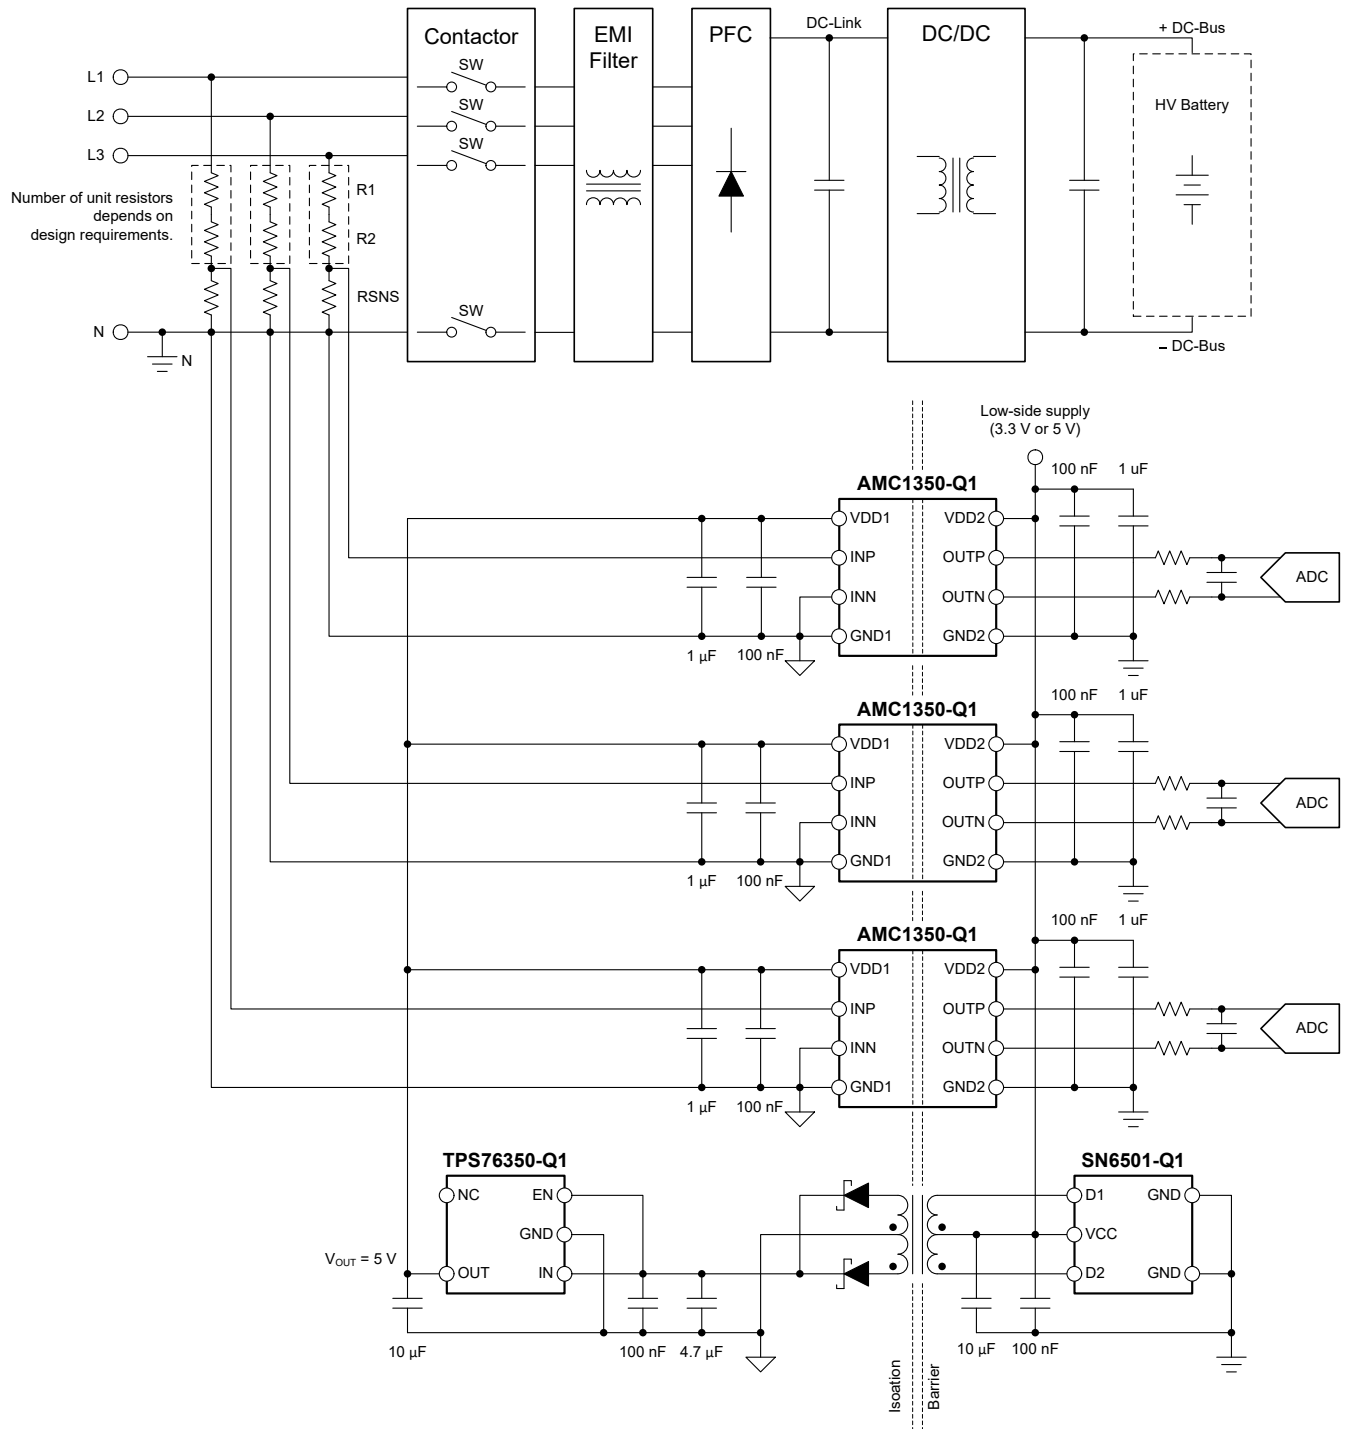 Contactor
EMI
Filter
PFC
DC-Link
DC/DC
+ DC-Bus
HV Battery
L1
L2
L3
SW
SW
SW
Number of unit resistors
depends on
design requirements.
R1
R2
RSNS
N
SW
N
– DC-Bus
Low-side supply
(3.3 V or 5 V)
100 nF
1 uF
AMC1350-Q1
VDD1
VDD2
INP
OUTP
INN
OUTN
GND1
GND2
ADC
1 µF
100 nF
100 nF
1 uF
AMC1350-Q1
VDD1
VDD2
INP
OUTP
INN
OUTN
GND1
GND2
ADC
1 µF
100 nF
100 nF
1 uF
AMC1350-Q1
VDD1
VDD2
INP
OUTP
INN
OUTN
GND1
GND2
ADC
1 µF
100 nF
TPS76350-Q1
NC
EN
GND
OUT
IN
VOUT = 5 V
10 µF
100 nF
4.7 µF
SN6501-Q1
D1
GND
VCC
D2
GND
10 µF
100 nF
Isoation
Barrier